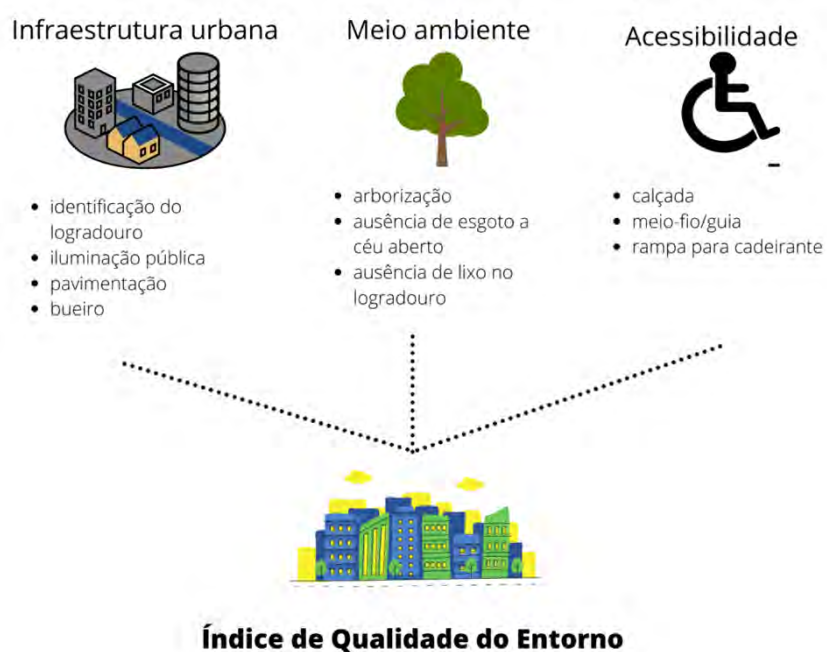 Infraestrutura urbana
• identificação do
logradouro
• iluminação pública
• pavimentação
• bueiro
Meio ambiente
• arborização
• ausência de esgoto a
céu aberto
• ausência de lixo no
logradouro
Acessibilidade
• calçada
• meio-fio/guia
• rampa para cadeirante
Índice de Qualidade do Entorno